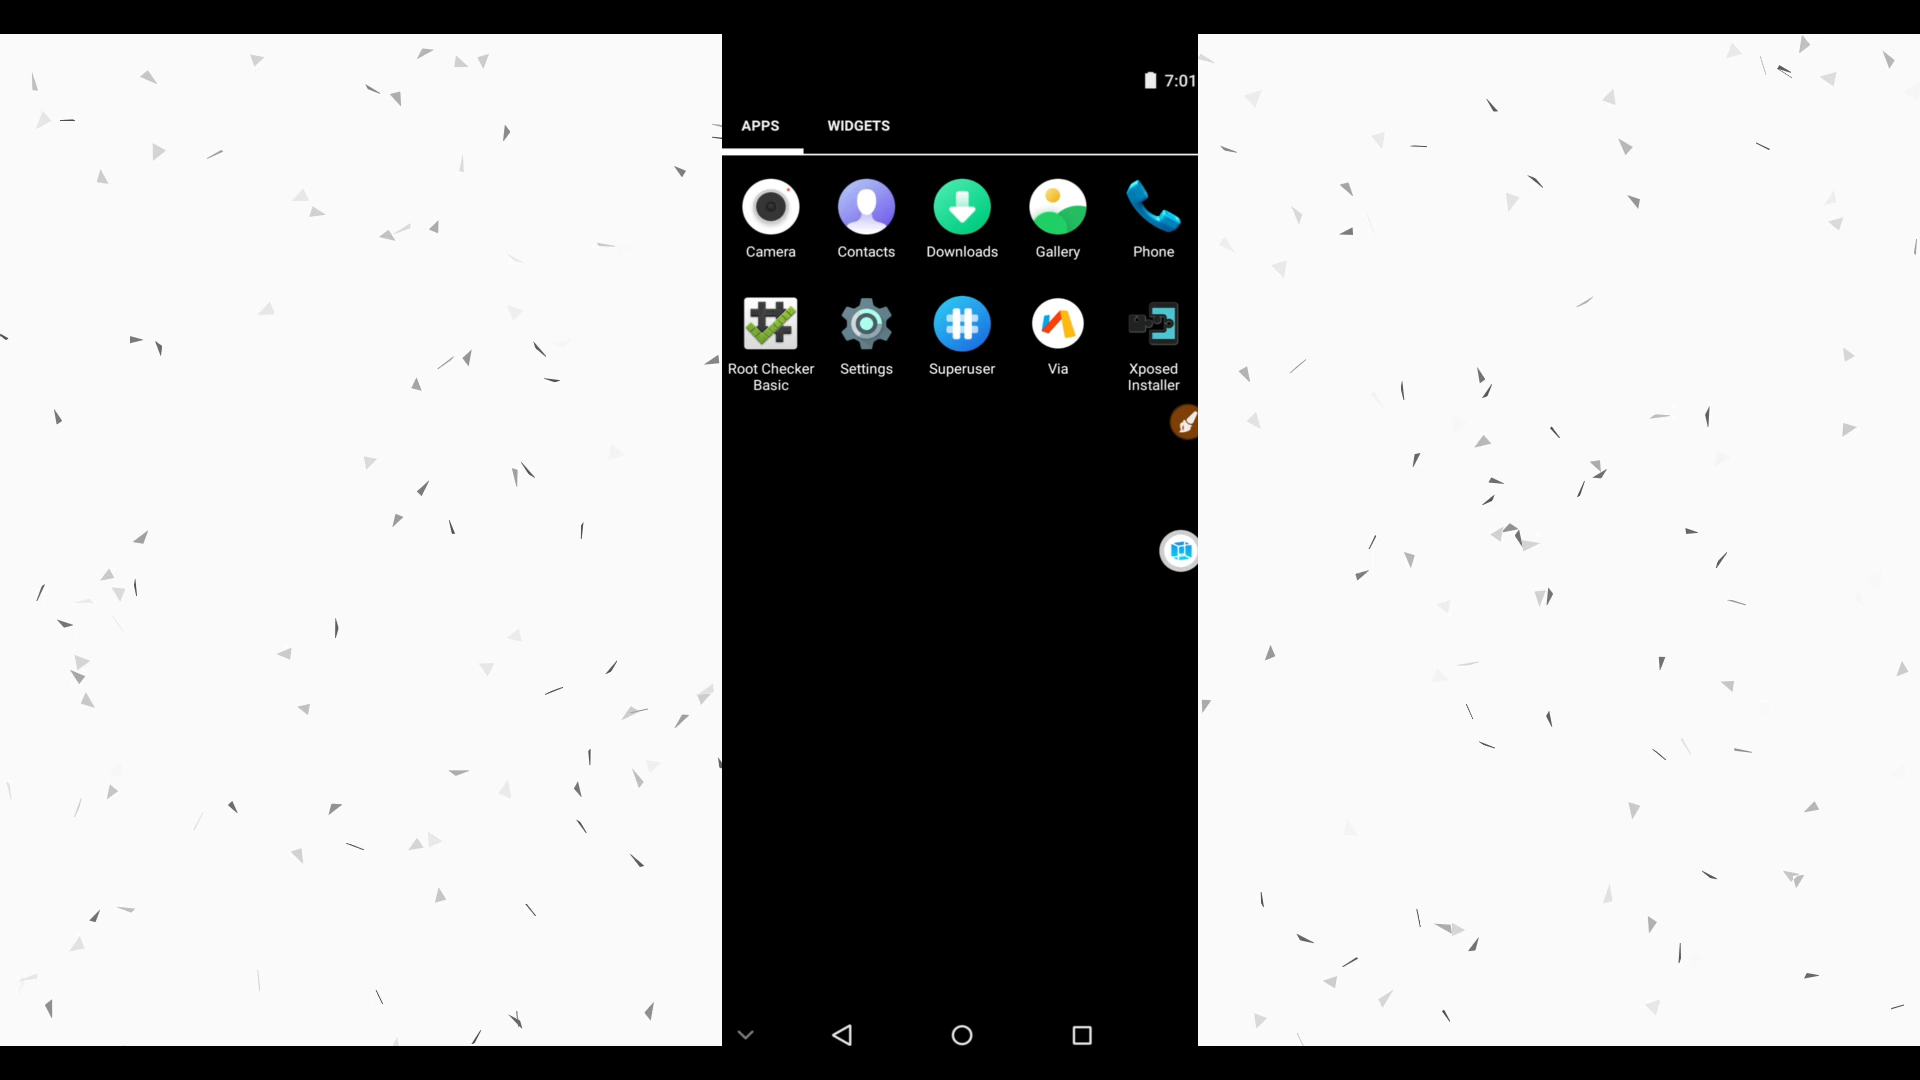 7:01
APPS WIDGETS
Camera Contacts Downloads Gallery Phone
Root Checker Basic Settings Superuser Via Xposed Installer